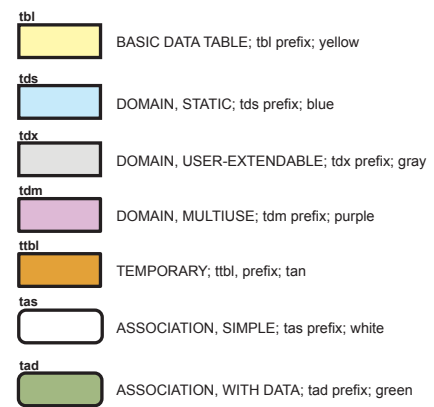 tbl
BASIC DATA TABLE; tbl prefix; yellow
tds
DOMAIN, STATIC; tds prefix; blue
tdx
DOMAIN, USER-EXTENDABLE; tdx prefix; gray
tdm
DOMAIN, MULTIUSE; tdm prefix; purple
ttbl
TEMPORARY; ttbl, prefix; tan
tas
ASSOCIATION, SIMPLE; tas prefix; white
tad
ASSOCIATION, WITH DATA; tad prefix; green